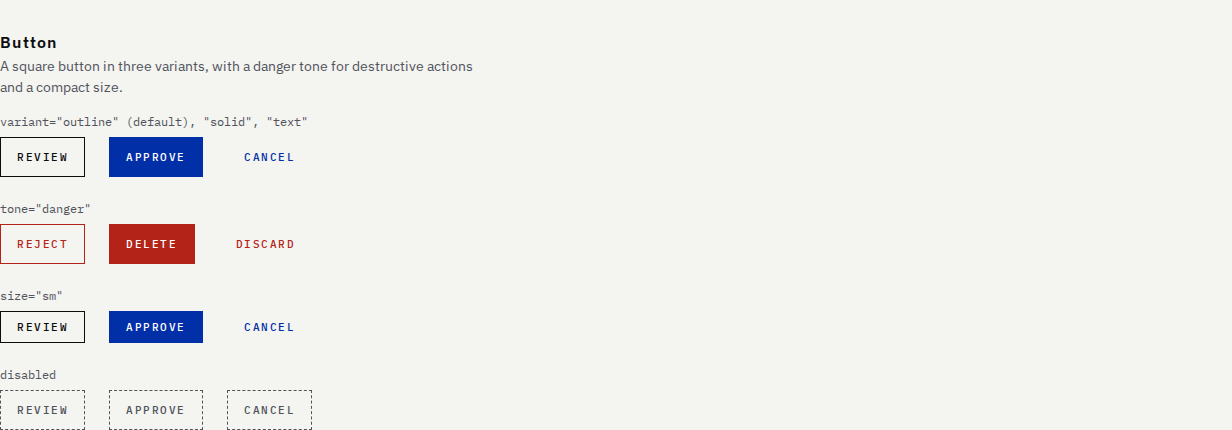 Button
A square button in three variants, with a danger tone for destructive actions
and a compact size.
variant="outline" (default), "solid", "text"
REVIEW APPROVE CANCEL
tone="danger"
REJECT DELETE DISCARD
size="sm"
REVIEW APPROVE CANCEL
disabled
REVIEW APPROVE CANCEL